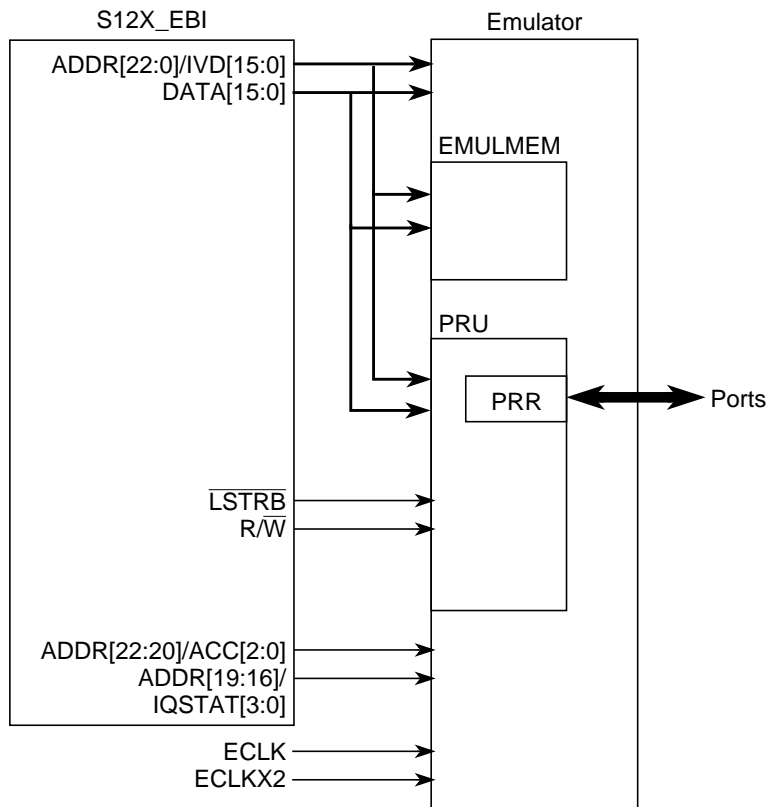 S12X_EBI
Emulator
ADDR[22:0]/IVD[15:0]
DATA[15:0]
EMULMEM
PRU
PRR
Ports
L̅S̅T̅R̅B̅
R/W̅
ADDR[22:20]/ACC[2:0]
ADDR[19:16]/
IQSTAT[3:0]
ECLK
ECLKX2